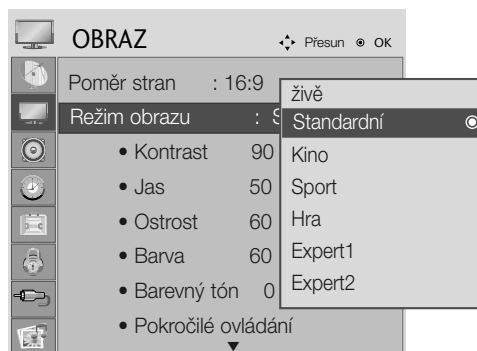 OBRAZ
Přesun OK
Poměr stran : 16:9
Režim obrazu : S
• Kontrast 90
• Jas 50
• Ostrost 60
• Barva 60
• Barevný tón 0
• Pokročilé ovládání
živě
Standardní
Kino
Sport
Hra
Expert1
Expert2